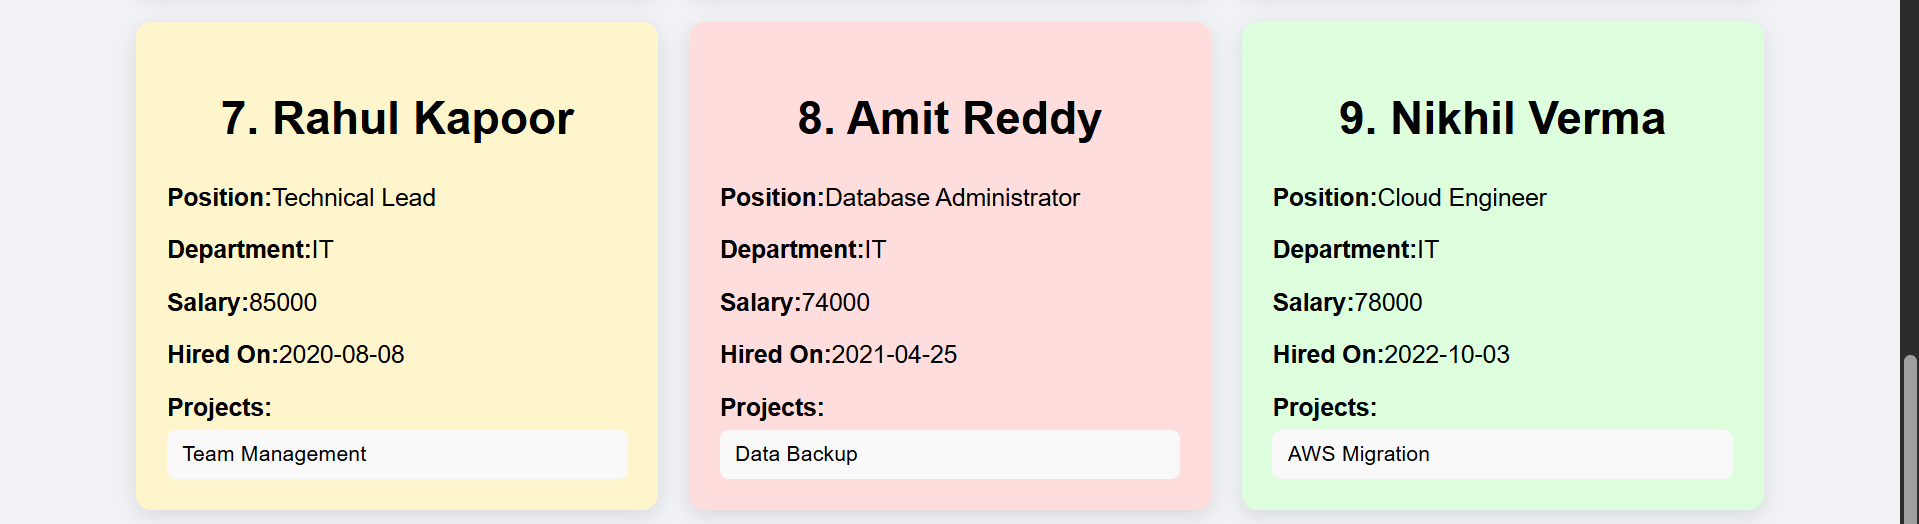 7. Rahul Kapoor
Position:Technical Lead
Department:IT
Salary:85000
Hired On:2020-08-08
Projects:
Team Management
8. Amit Reddy
Position:Database Administrator
Department:IT
Salary:74000
Hired On:2021-04-25
Projects:
Data Backup
9. Nikhil Verma
Position:Cloud Engineer
Department:IT
Salary:78000
Hired On:2022-10-03
Projects:
AWS Migration